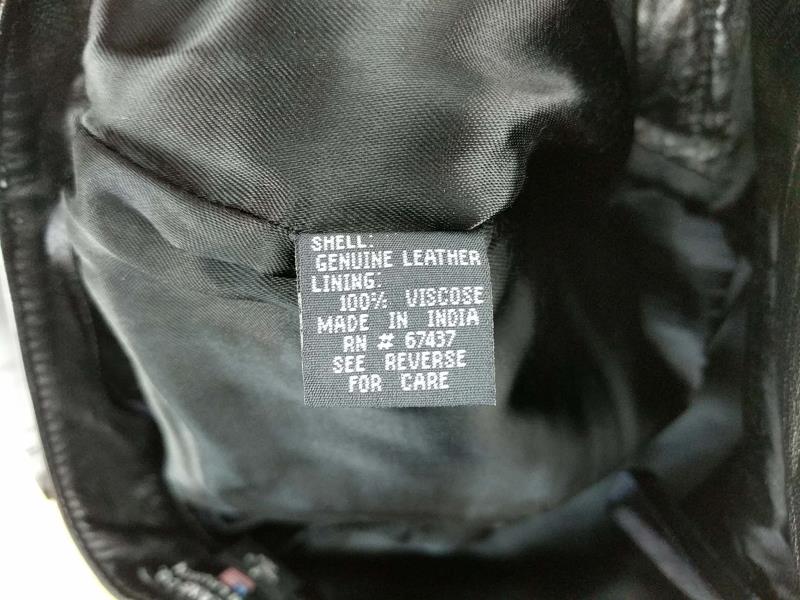 SHELL:
GENUINE LEATHER
LINING:
100% VISCOSE
MADE IN INDIA
RN # 67437
SEE REVERSE
FOR CARE